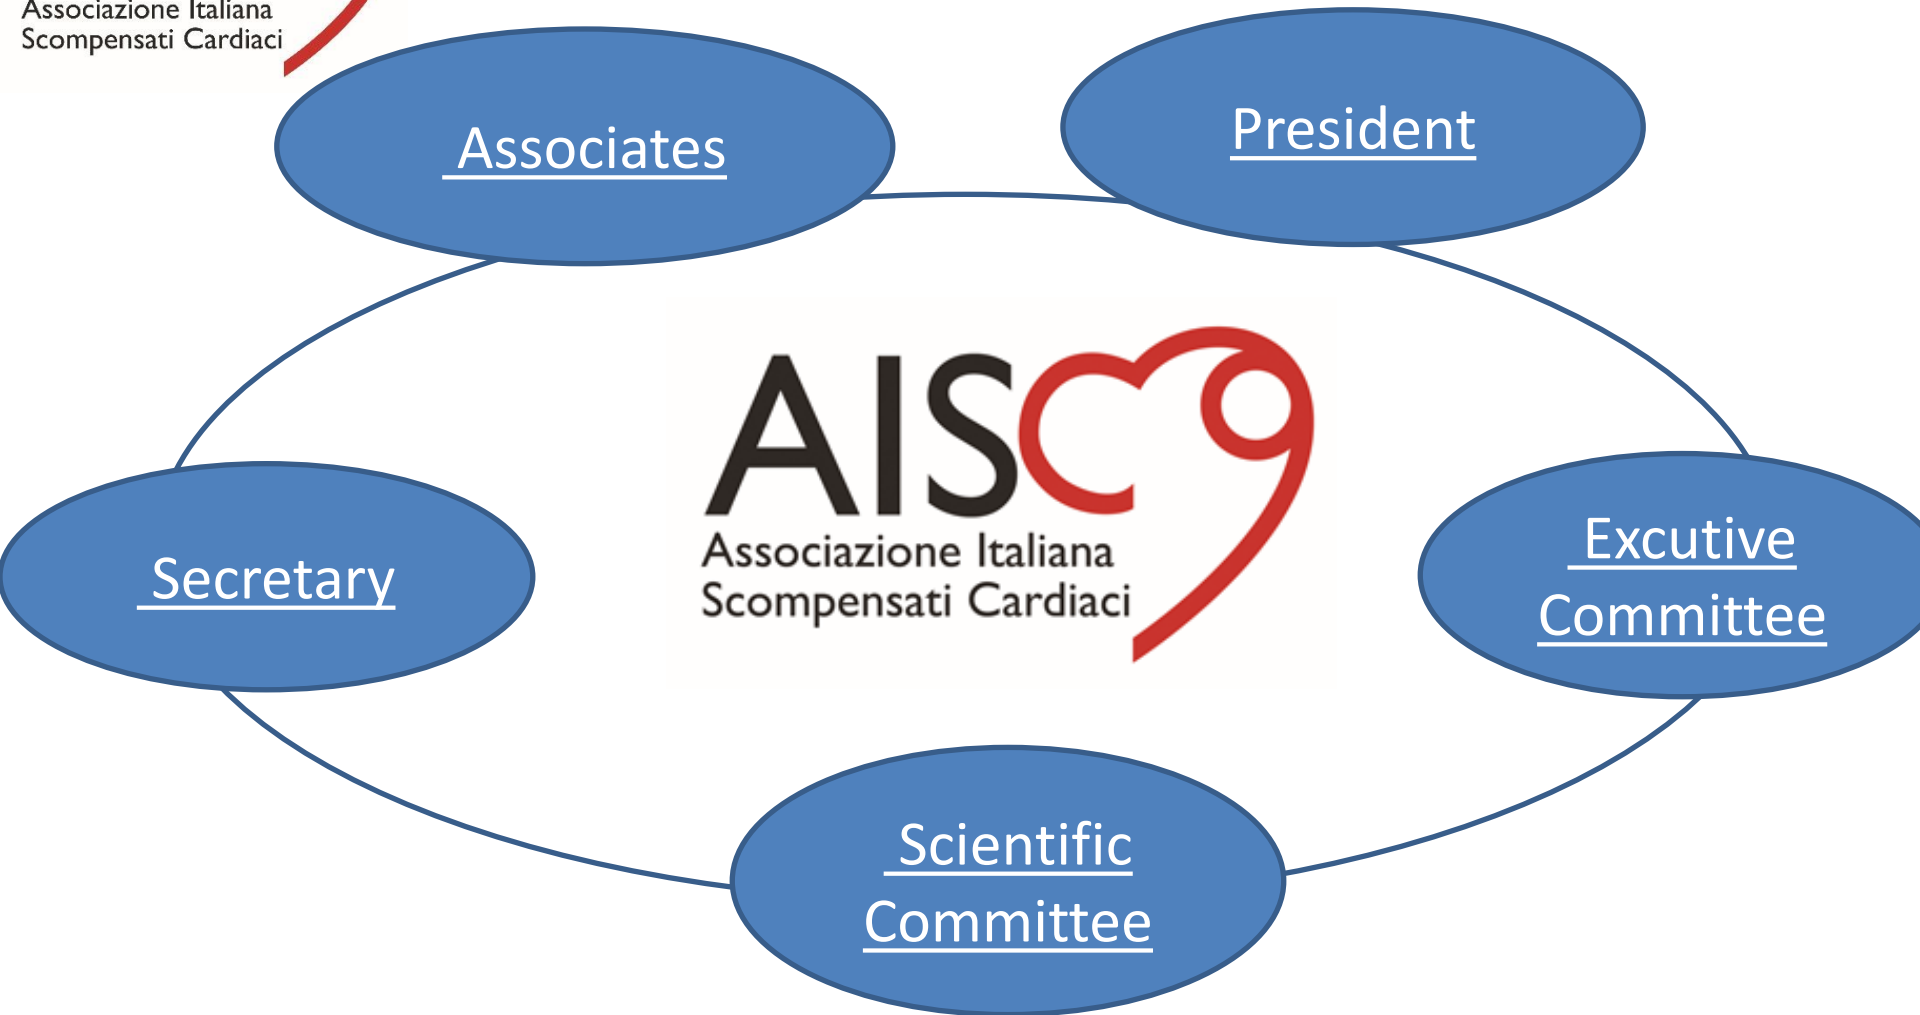 Associazione Italiana
Scompensati Cardiaci
Associates
President
AISC
Associazione Italiana
Scompensati Cardiaci
Secretary
Excutive
Committee
Scientific
Committee